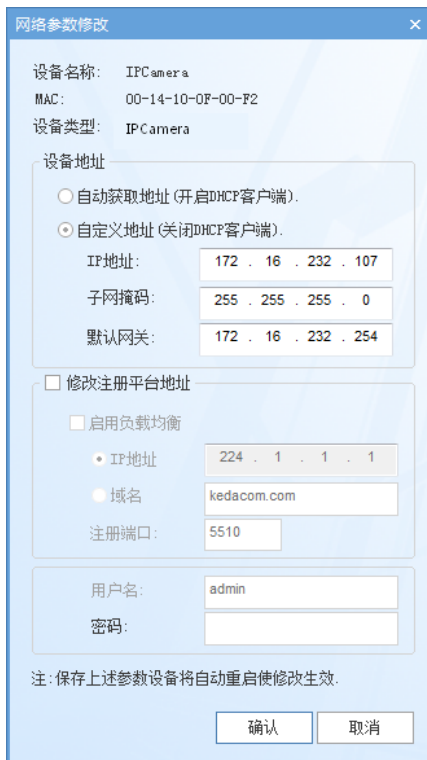 网络参数修改
设备名称: IPCamera
MAC: 00-14-10-0F-00-F2
设备类型: IPCamera
设备地址
自动获取地址(开启DHCP客户端).
自定义地址(关闭DHCP客户端).
IP地址: 172 . 16 . 232 . 107
子网掩码: 255 . 255 . 255 . 0
默认网关: 172 . 16 . 232 . 254
修改注册平台地址
启用负载均衡
IP地址 224 . 1 . 1 . 1
域名 kedacom.com
注册端口: 5510
用户名: admin
密码:
注:保存上述参数设备将自动重启使修改生效.
确认 取消